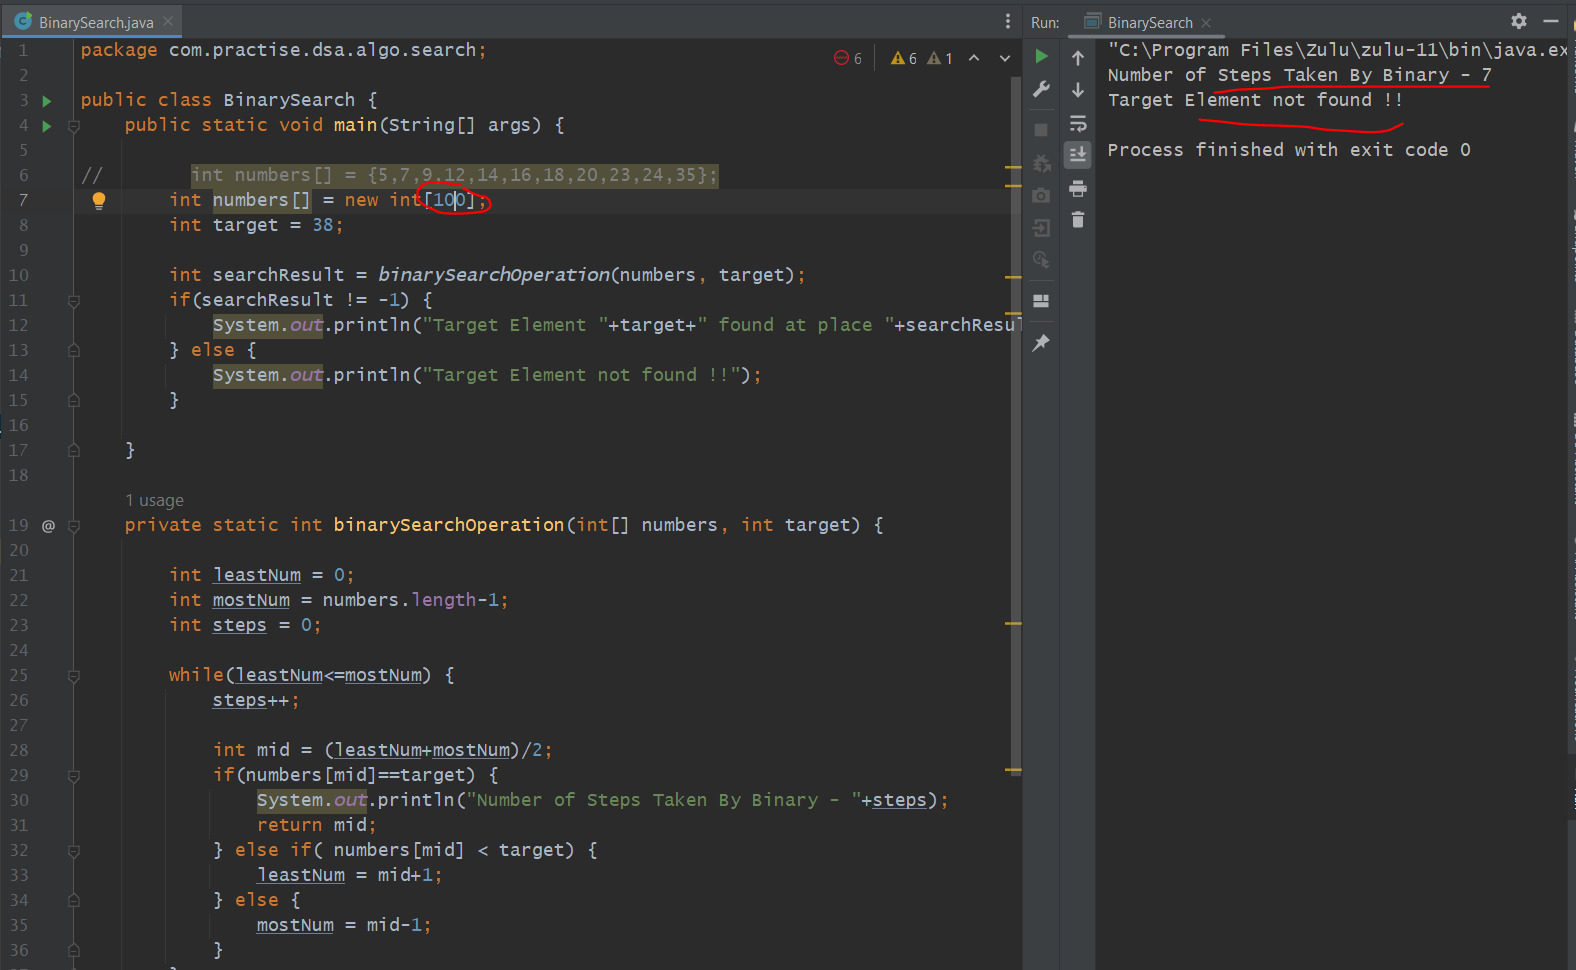 BinarySearch.java
Run: BinarySearch
6 6 1
1 package com.practise.dsa.algo.search;
2
3 public class BinarySearch {
4 public static void main(String[] args) {
5
6 // int numbers[] = {5,7,9.12,14,16,18,20,23,24,35};
7 int numbers[] = new int[100];
8 int target = 38;
9
10 int searchResult = binarySearchOperation(numbers, target);
11 if(searchResult != -1) {
12 System.out.println("Target Element "+target+" found at place "+searchResul
13 } else {
14 System.out.println("Target Element not found !!");
15 }
16
17 }
18
1 usage
19 @ private static int binarySearchOperation(int[] numbers, int target) {
20
21 int leastNum = 0;
22 int mostNum = numbers.length-1;
23 int steps = 0;
24
25 while(leastNum<=mostNum) {
26 steps++;
27
28 int mid = (leastNum+mostNum)/2;
29 if(numbers[mid]==target) {
30 System.out.println("Number of Steps Taken By Binary - "+steps);
31 return mid;
32 } else if( numbers[mid] < target) {
33 leastNum = mid+1;
34 } else {
35 mostNum = mid-1;
36 }
"C:\Program Files\Zulu\zulu-11\bin\java.ex
Number of Steps Taken By Binary - 7
Target Element not found !!
Process finished with exit code 0